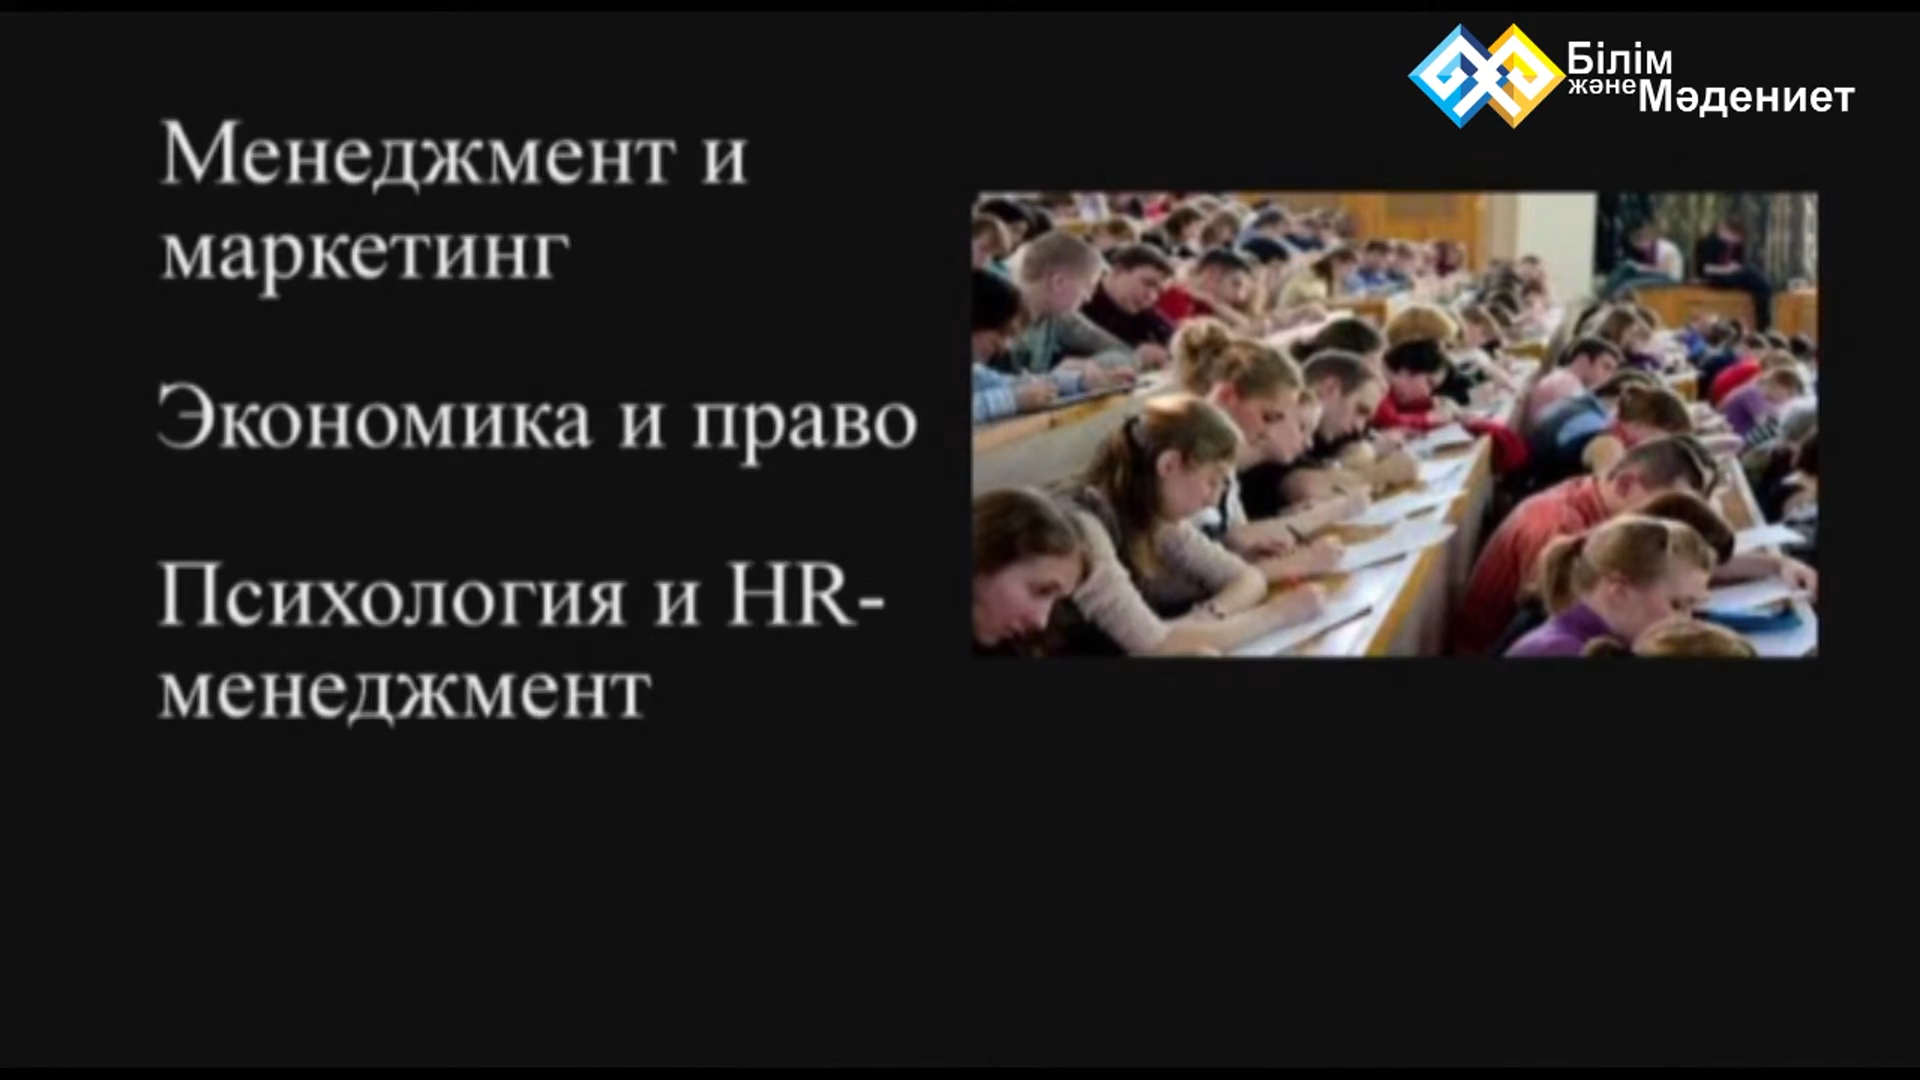 Білім
және
Мәдениет
Менеджмент и
маркетинг
Экономика и право
Психология и HR-
менеджмент